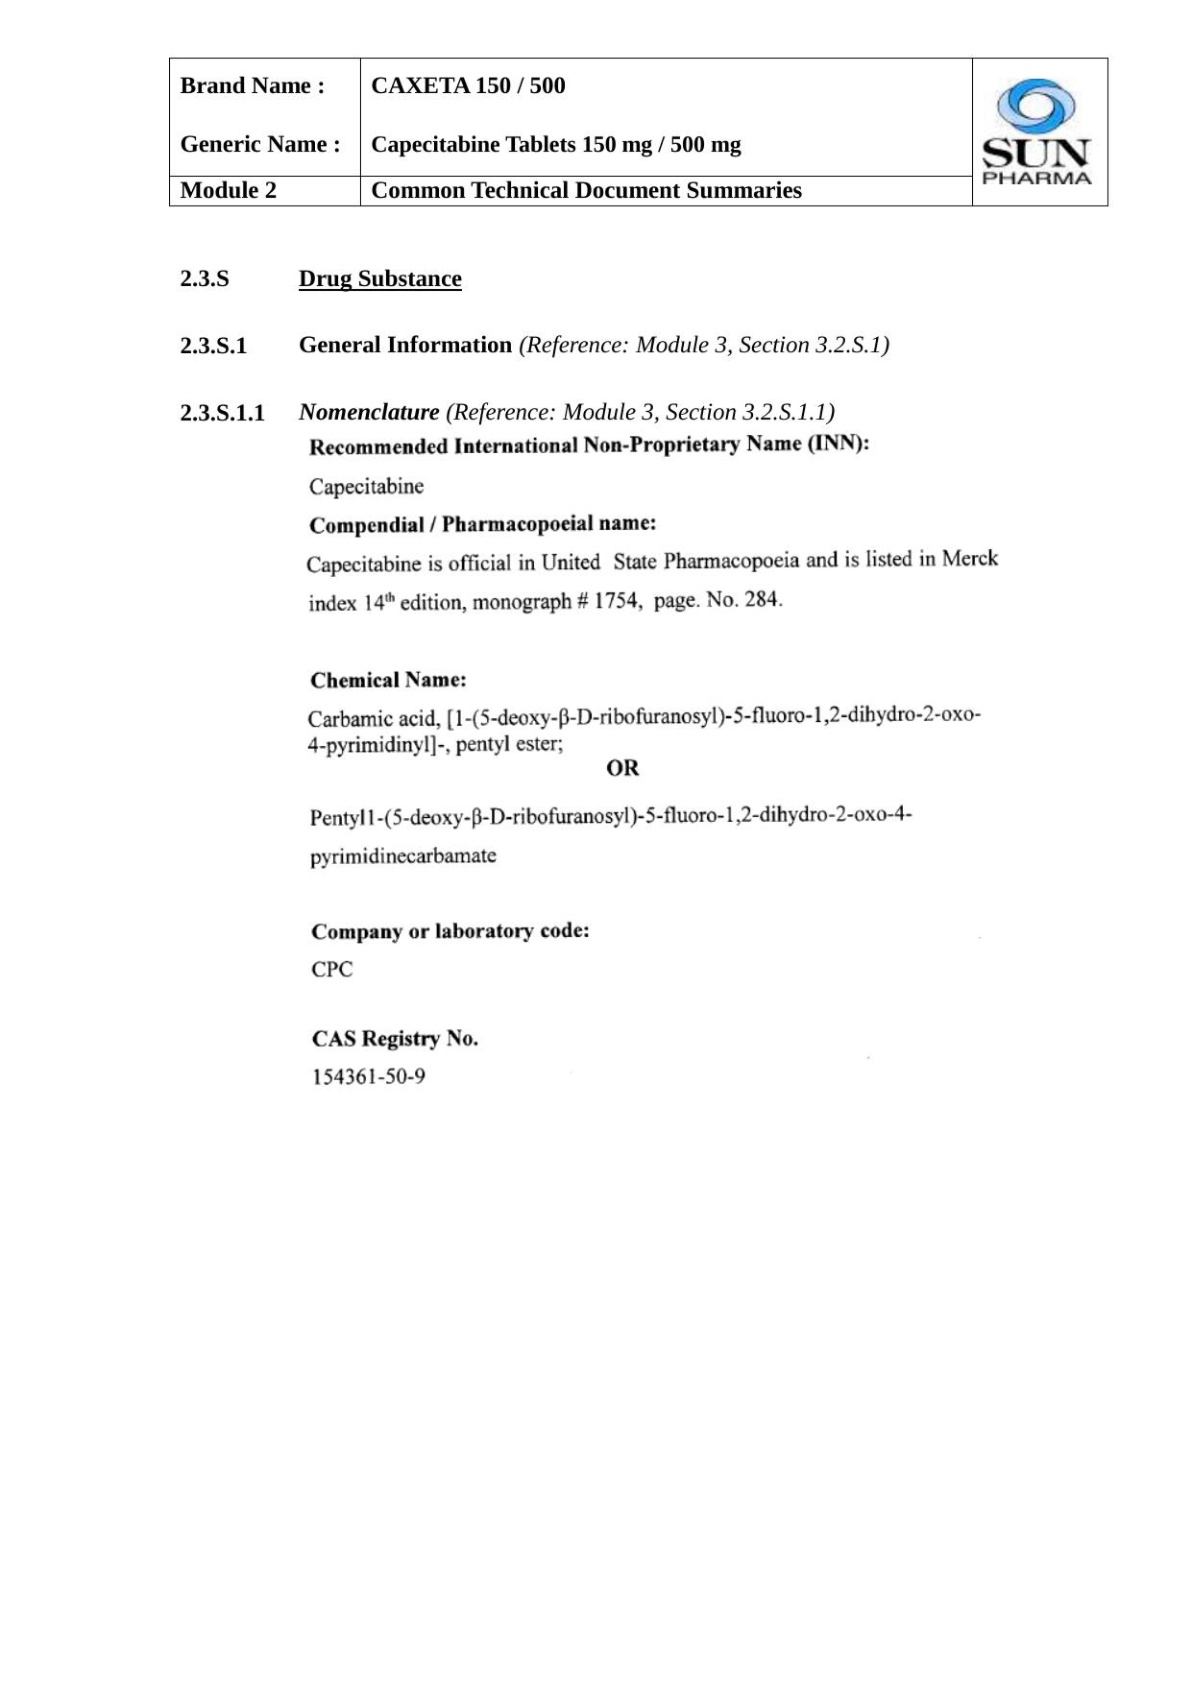 Brand Name : CAXETA 150 / 500
Generic Name : Capecitabine Tablets 150 mg / 500 mg
SUN
PHARMA
Module 2 Common Technical Document Summaries
2.3.S Drug Substance
2.3.S.1 General Information (Reference: Module 3, Section 3.2.S.1)
2.3.S.1.1 Nomenclature (Reference: Module 3, Section 3.2.S.1.1)
Recommended International Non-Proprietary Name (INN):
Capecitabine
Compendial / Pharmacopoeial name:
Capecitabine is official in United State Pharmacopoeia and is listed in Merck
index 14th edition, monograph # 1754, page. No. 284.
Chemical Name:
Carbamic acid, [1-(5-deoxy-β-D-ribofuranosyl)-5-fluoro-1,2-dihydro-2-oxo-
4-pyrimidinyl]-, pentyl ester;
OR
Pentyl1-(5-deoxy-β-D-ribofuranosyl)-5-fluoro-1,2-dihydro-2-oxo-4-
pyrimidinecarbamate
Company or laboratory code:
CPC
CAS Registry No.
154361-50-9